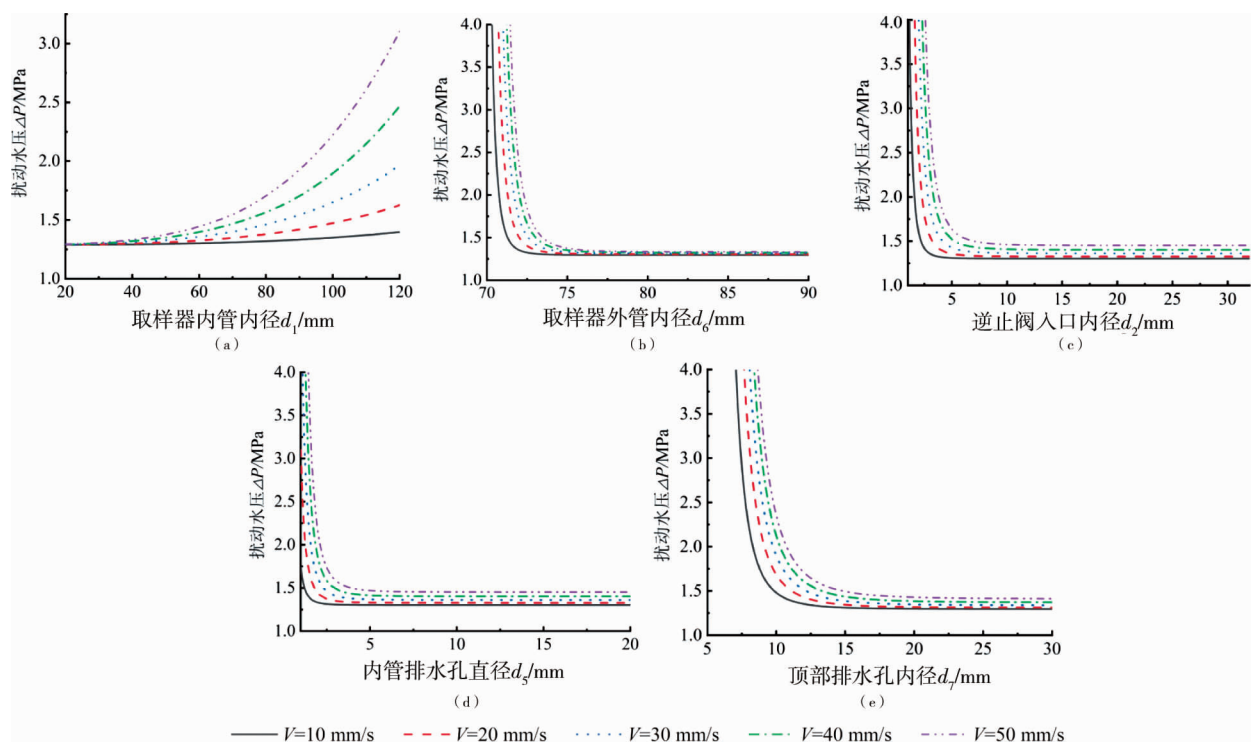 3.0
2.5
2.0
1.5
1.0
扰动水压ΔP/MPa
20 40 60 80 100 120
取样器内管内径d₁/mm
(a)
4.0
3.5
3.0
2.5
2.0
1.5
1.0
扰动水压ΔP/MPa
70 75 80 85 90
取样器外管内径d₆/mm
(b)
4.0
3.5
3.0
2.5
2.0
1.5
1.0
扰动水压ΔP/MPa
5 10 15 20 25 30
逆止阀入口内径d₂/mm
(c)
4.0
3.5
3.0
2.5
2.0
1.5
1.0
扰动水压ΔP/MPa
5 10 15 20
内管排水孔直径d₅/mm
(d)
4.0
3.5
3.0
2.5
2.0
1.5
1.0
扰动水压ΔP/MPa
5 10 15 20 25 30
顶部排水孔内径d₇/mm
(e)
V=10 mm/s V=20 mm/s V=30 mm/s V=40 mm/s V=50 mm/s